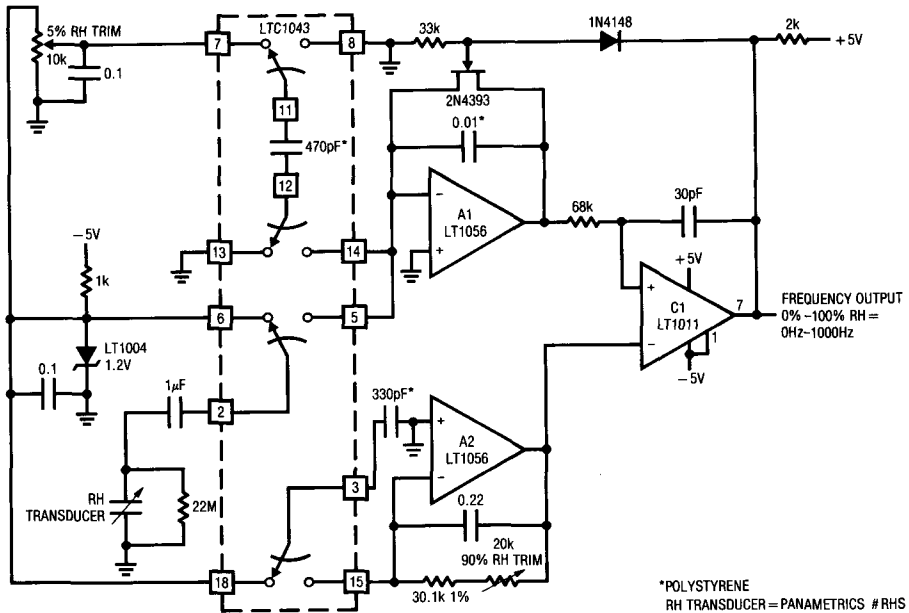 5% RH TRIM
10k
0.1
7
LTC1043
8
33k
1N4148
2k
+5V
11
470pF*
12
2N4393
0.01*
A1
LT1056
−
+
68k
30pF
13
14
−5V
1k
6
5
LT1004
1.2V
0.1
1µF
2
+5V
+
C1
LT1011
−
7
1
−5V
FREQUENCY OUTPUT
0%-100% RH =
0Hz-1000Hz
330pF*
+
A2
LT1056
−
3
RH
TRANSDUCER
22M
0.22
20k
90% RH TRIM
18
15
30.1k 1%
*POLYSTYRENE
RH TRANSDUCER = PANAMETRICS # RHS